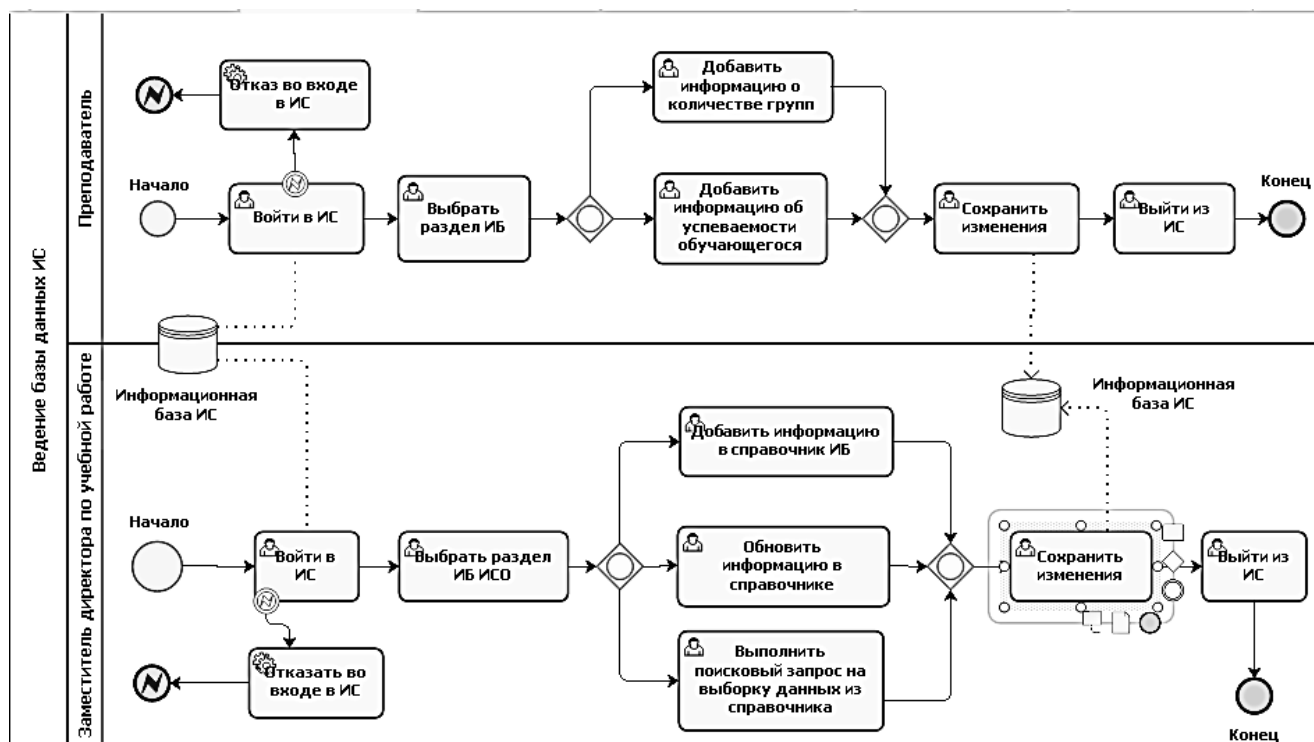 Ведение базы данных ИС
Преподаватель
Отказ во входе
в ИС
Начало
Войти в ИС
Выбрать
раздел ИБ
Добавить
информацию о
количестве групп
Добавить
информацию об
успеваемости
обучающегося
Сохранить
изменения
Выйти из
ИС
Конец
Информационная
база ИС
Информационная
база ИС
Заместитель директора по учебной работе
Начало
Войти в
ИС
Выбрать раздел
ИБ ИСО
Добавить информацию
в справочник ИБ
Обновить
информацию в
справочнике
Выполнить
поисковый запрос на
выборку данных из
справочника
Сохранить
изменения
Выйти из
ИС
Отказать во
входе в ИС
Конец